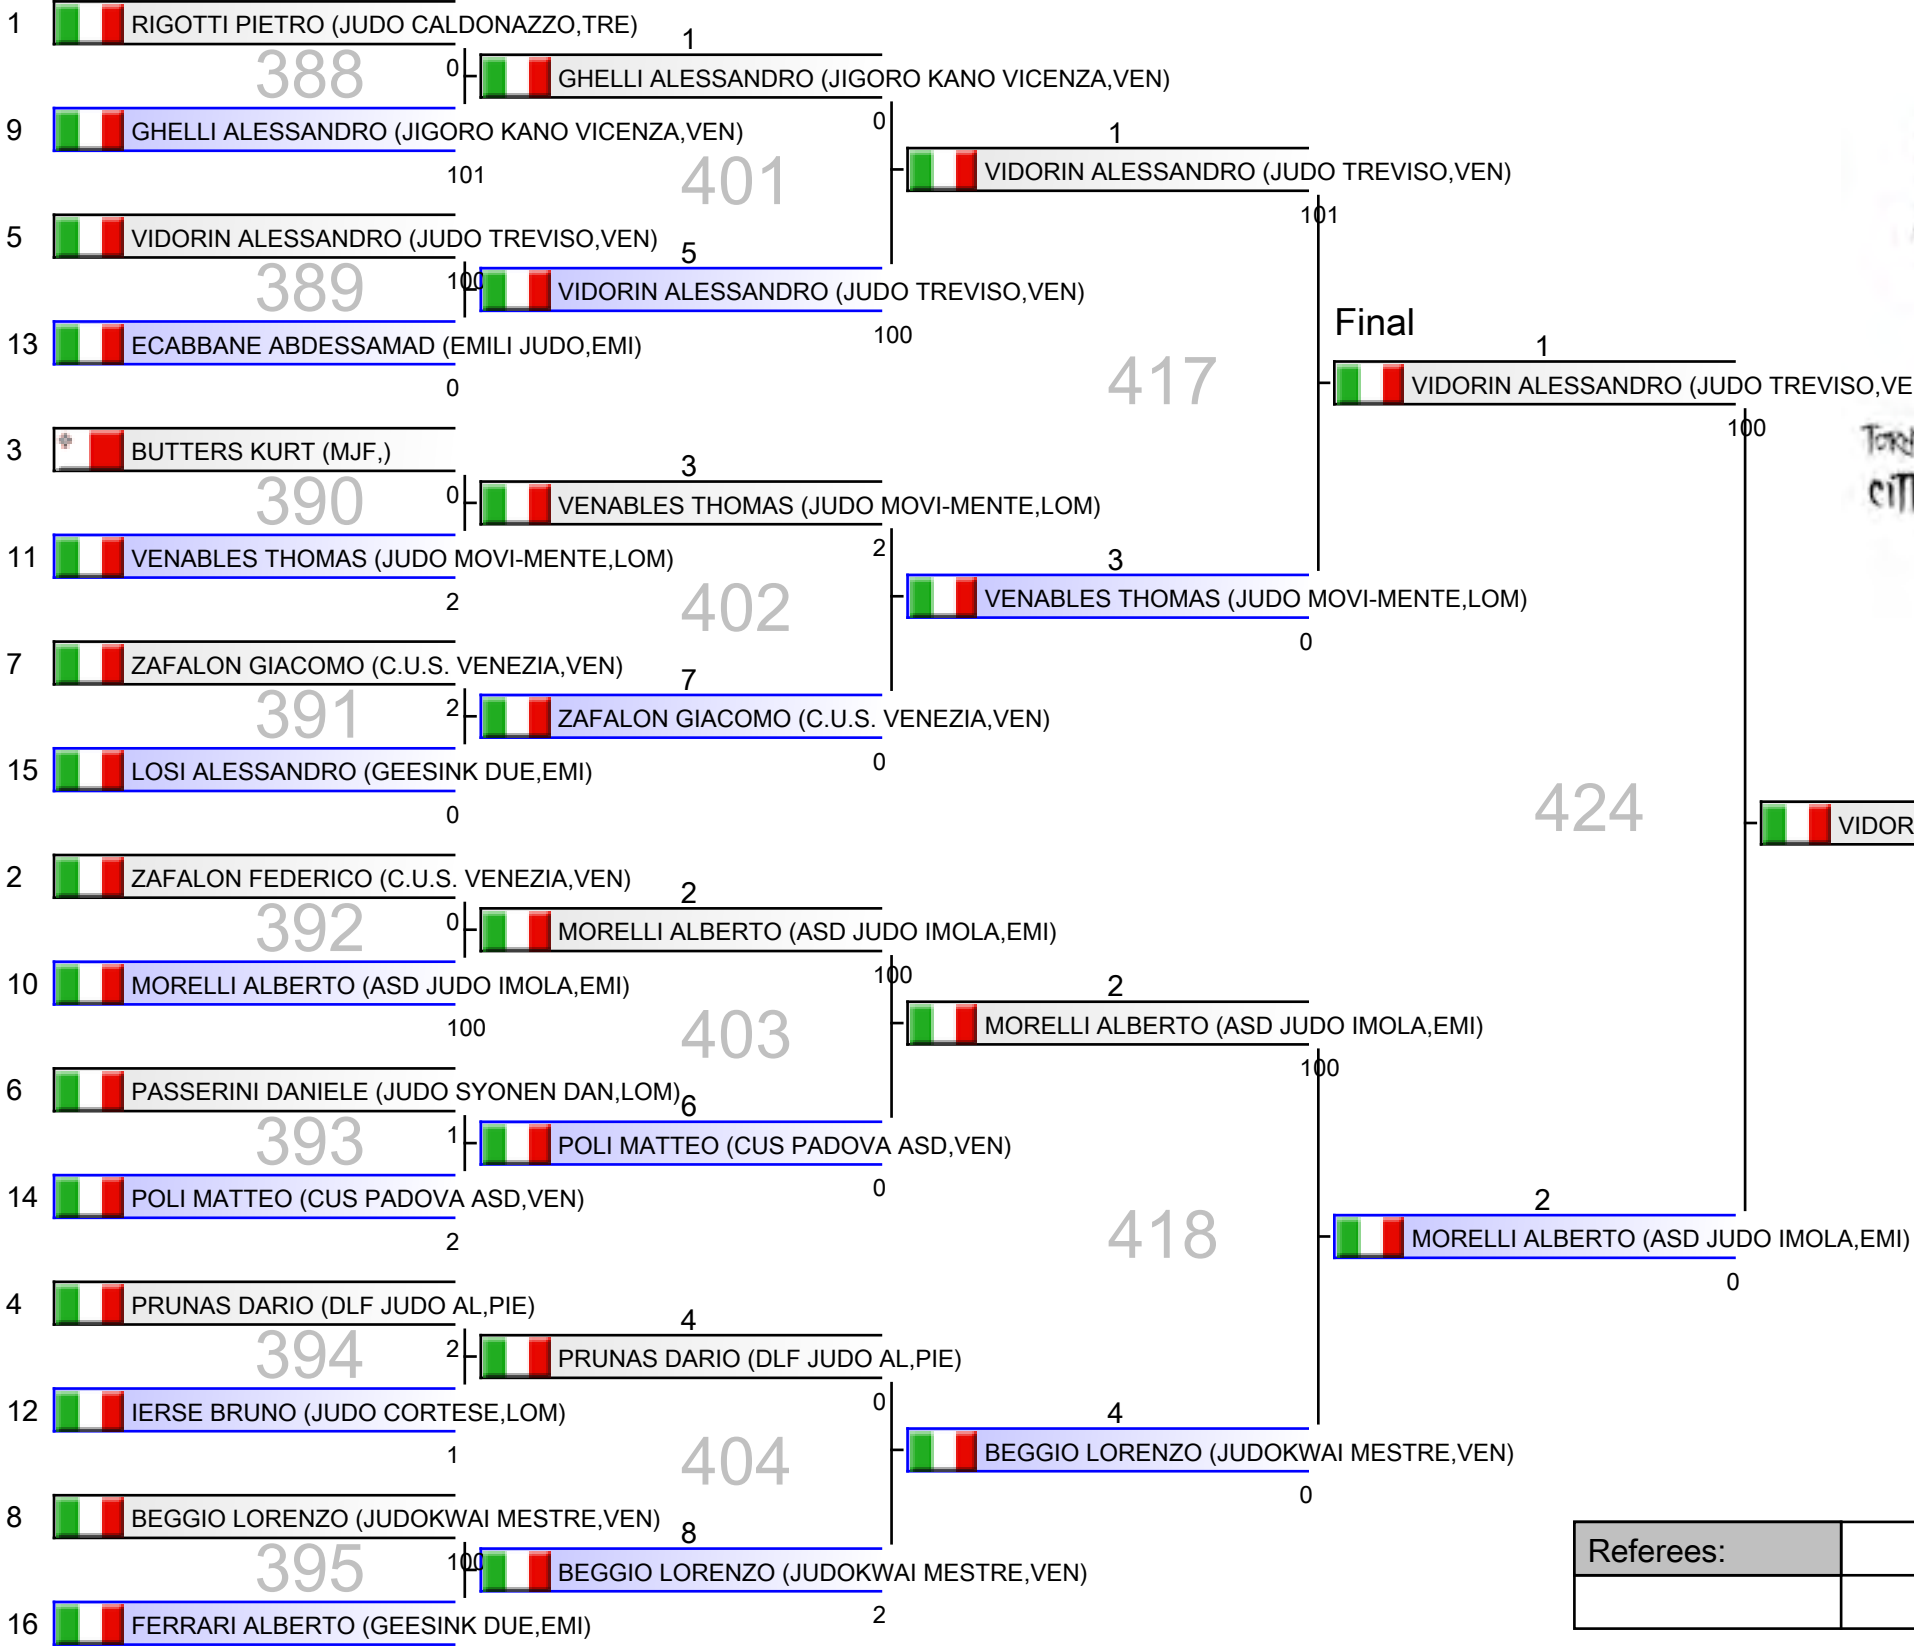 1 RIGOTTI PIETRO (JUDO CALDONAZZO,TRE)
1
388 0 GHELLI ALESSANDRO (JIGORO KANO VICENZA,VEN)
9 GHELLI ALESSANDRO (JIGORO KANO VICENZA,VEN) 0
1
101 401 VIDORIN ALESSANDRO (JUDO TREVISO,VEN)
101
5 VIDORIN ALESSANDRO (JUDO TREVISO,VEN)
5
389 100 VIDORIN ALESSANDRO (JUDO TREVISO,VEN)
Final
13 ECABBANE ABDESSAMAD (EMILI JUDO,EMI) 100
1
0 417 VIDORIN ALESSANDRO (JUDO TREVISO,VE
100
3 BUTTERS KURT (MJF,)
3
390 0 VENABLES THOMAS (JUDO MOVI-MENTE,LOM)
11 VENABLES THOMAS (JUDO MOVI-MENTE,LOM) 2
3
2 402 VENABLES THOMAS (JUDO MOVI-MENTE,LOM)
0
7 ZAFALON GIACOMO (C.U.S. VENEZIA,VEN)
7
391 2 ZAFALON GIACOMO (C.U.S. VENEZIA,VEN)
15 LOSI ALESSANDRO (GEESINK DUE,EMI) 0
0 424 VIDOR
2 ZAFALON FEDERICO (C.U.S. VENEZIA,VEN)
2
392 0 MORELLI ALBERTO (ASD JUDO IMOLA,EMI)
10 MORELLI ALBERTO (ASD JUDO IMOLA,EMI) 100
2
100 403 MORELLI ALBERTO (ASD JUDO IMOLA,EMI)
100
6 PASSERINI DANIELE (JUDO SYONEN DAN,LOM)
6
393 1 POLI MATTEO (CUS PADOVA ASD,VEN)
14 POLI MATTEO (CUS PADOVA ASD,VEN) 0
2
2 418 MORELLI ALBERTO (ASD JUDO IMOLA,EMI)
0
4 PRUNAS DARIO (DLF JUDO AL,PIE)
4
394 2 PRUNAS DARIO (DLF JUDO AL,PIE)
12 IERSE BRUNO (JUDO CORTESE,LOM) 0
4
1 404 BEGGIO LORENZO (JUDOKWAI MESTRE,VEN)
0
8 BEGGIO LORENZO (JUDOKWAI MESTRE,VEN)
8
Referees:
395 100 BEGGIO LORENZO (JUDOKWAI MESTRE,VEN)
16 FERRARI ALBERTO (GEESINK DUE,EMI) 2